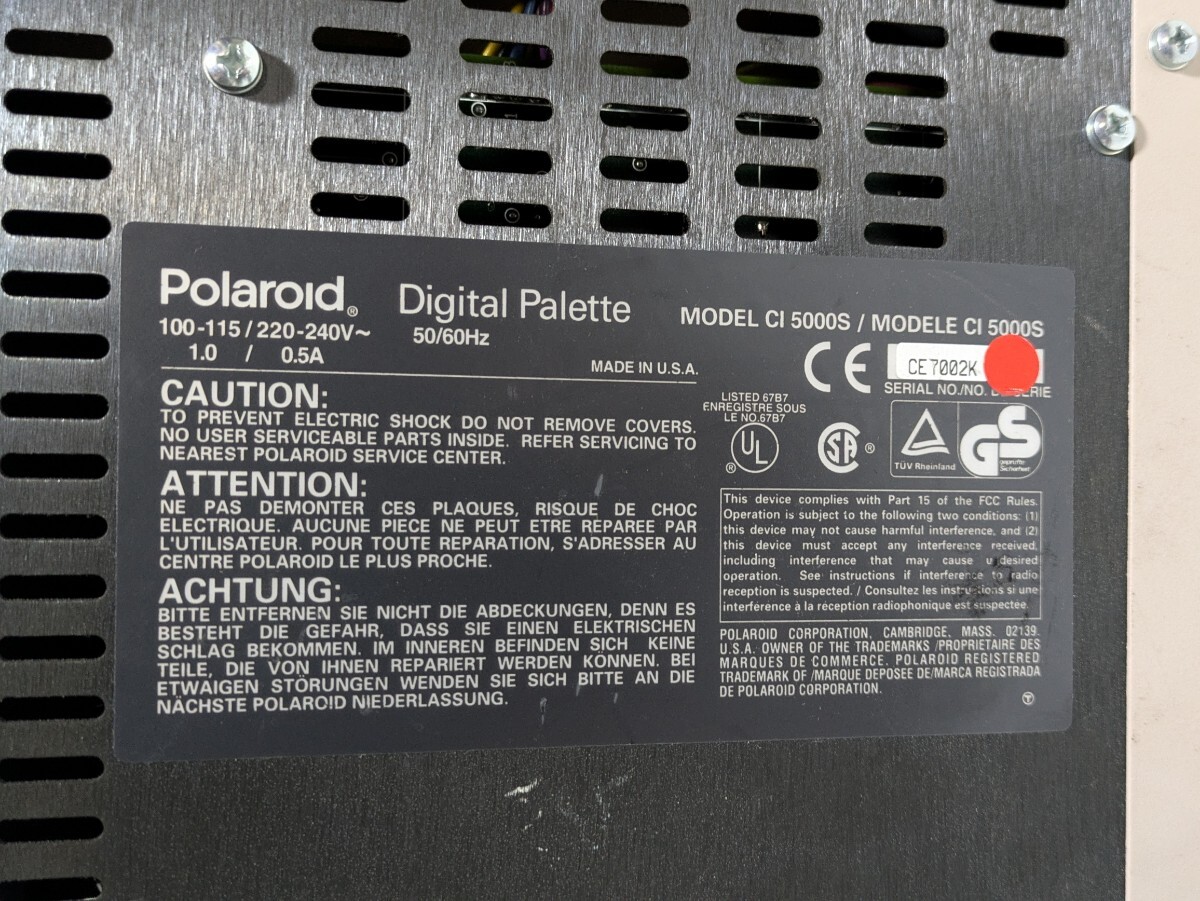 Polaroid® Digital Palette
MODEL CI 5000S / MODELE CI 5000S
100-115 / 220-240V~ 50/60Hz
1.0 / 0.5A
MADE IN U.S.A.
CE
CE7002K
SERIAL NO./NO. SERIE
CAUTION:
TO PREVENT ELECTRIC SHOCK DO NOT REMOVE COVERS.
NO USER SERVICEABLE PARTS INSIDE. REFER SERVICING TO
NEAREST POLAROID SERVICE CENTER.
ATTENTION:
NE PAS DEMONTER CES PLAQUES, RISQUE DE CHOC
ELECTRIQUE. AUCUNE PIECE NE PEUT ETRE REPAREE PAR
L'UTILISATEUR. POUR TOUTE REPARATION, S'ADRESSER AU
CENTRE POLAROID LE PLUS PROCHE.
ACHTUNG:
BITTE ENTFERNEN SIE NICHT DIE ABDECKUNGEN, DENN ES
BESTEHT DIE GEFAHR, DASS SIE EINEN ELEKTRISCHEN
SCHLAG BEKOMMEN. IM INNEREN BEFINDEN SICH KEINE
TEILE, DIE VON IHNEN REPARIERT WERDEN KÖNNEN. BEI
ETWAIGEN STÖRUNGEN WENDEN SIE SICH BITTE AN DIE
NÄCHSTE POLAROID NIEDERLASSUNG.
LISTED 67B7
ENREGISTRE SOUS
LE NO.67B7
UL ®
SA ®
TÜV Rheinland
GS
geprüfte
Sicherheit
This device complies with Part 15 of the FCC Rules.
Operation is subject to the following two conditions: (1)
this device may not cause harmful interference, and (2)
this device must accept any interference received,
including interference that may cause undesired
operation. See instructions if interference to radio
reception is suspected. / Consultez les instructions si une
interférence à la réception radiophonique est suspectée.
POLAROID CORPORATION, CAMBRIDGE, MASS. 02139.
U.S.A. OWNER OF THE TRADEMARKS /PROPRIETAIRE DES
MARQUES DE COMMERCE. POLAROID REGISTERED
TRADEMARK OF /MARQUE DEPOSEE DE/MARCA REGISTRADA
DE POLAROID CORPORATION.
T